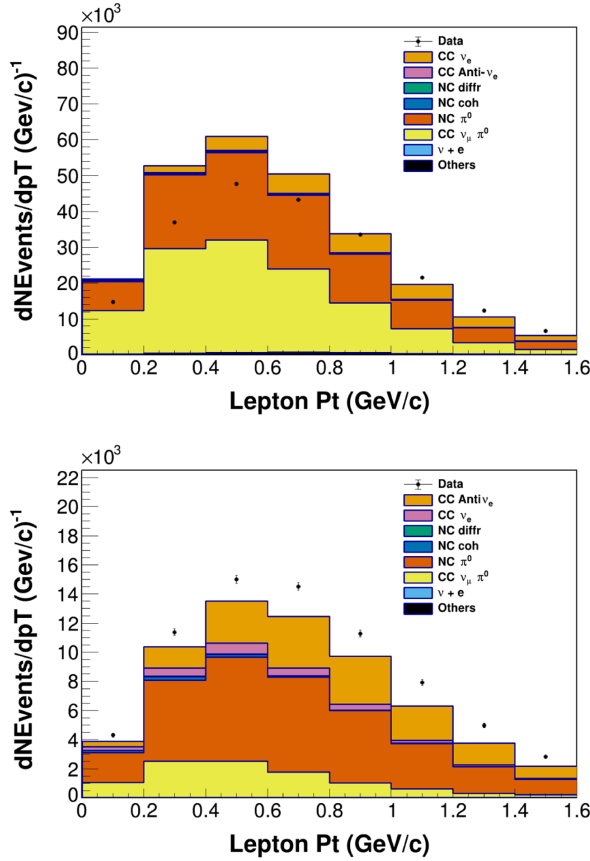 ×10³
90
80
70
60
50
40
30
20
10
0
dNEvents/dpT (Gev/c)⁻¹
Data
CC νₑ
CC Anti-νₑ
NC diffr
NC coh
NC π⁰
CC ν_μ π⁰
ν + e
Others
0 0.2 0.4 0.6 0.8 1 1.2 1.4 1.6
Lepton Pt (GeV/c)
×10³
22
20
18
16
14
12
10
8
6
4
2
0
dNEvents/dpT (Gev/c)⁻¹
Data
CC Anti νₑ
CC νₑ
NC diffr
NC coh
NC π⁰
CC ν_μ π⁰
ν + e
Others
0 0.2 0.4 0.6 0.8 1 1.2 1.4 1.6
Lepton Pt (GeV/c)